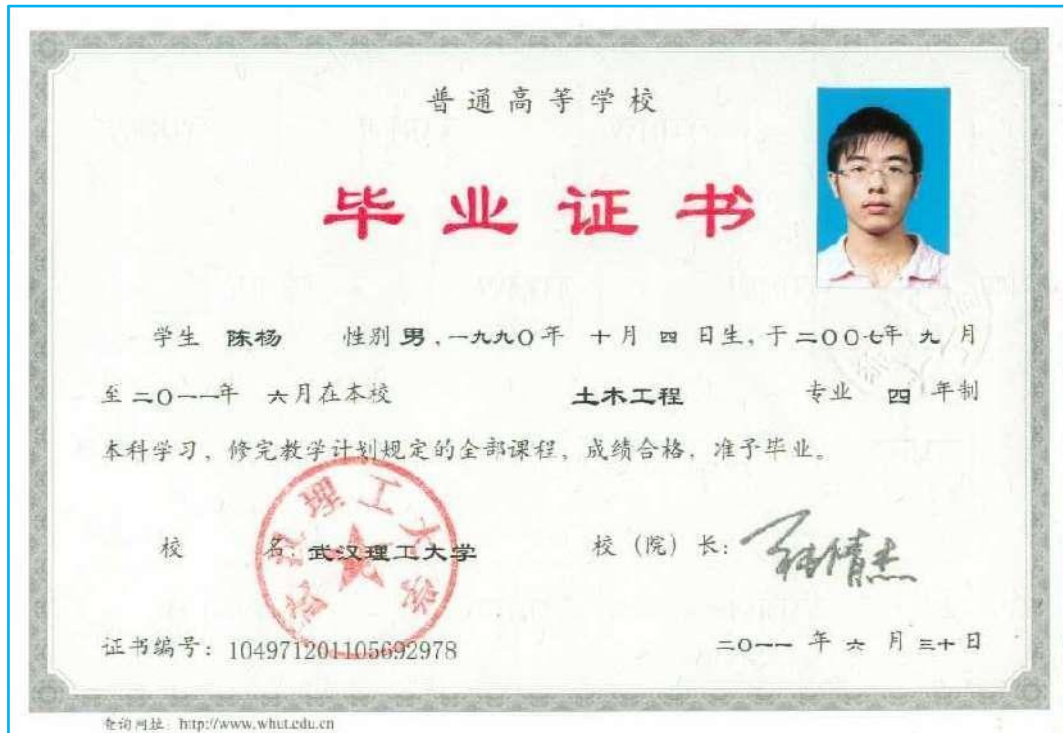 普通高等学校
毕业证书
学生 陈杨 性别 男,一九九〇年 十月 四 日生,于二〇〇七年 九 月
至二〇一一年 六月在本校 土木工程 专业 四 年制
本科学习,修完教学计划规定的全部课程,成绩合格,准予毕业。
校 名:武汉理工大学 校(院)长:
武汉理工大学
证书编号:104971201105692978 二〇一一 年 六 月 三十日
查询网址:http://www.whut.edu.cn